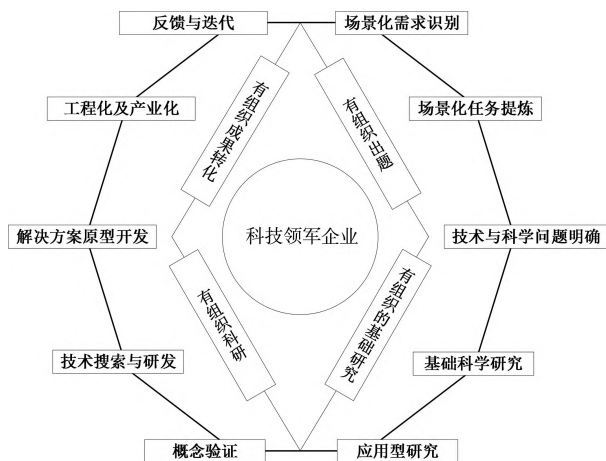 反馈与迭代
场景化需求识别
工程化及产业化
有组织成果转化
有组织出题
场景化任务提炼
解决方案原型开发
科技领军企业
技术与科学问题明确
有组织科研
有组织的基础研究
技术搜索与研发
基础科学研究
概念验证
应用型研究